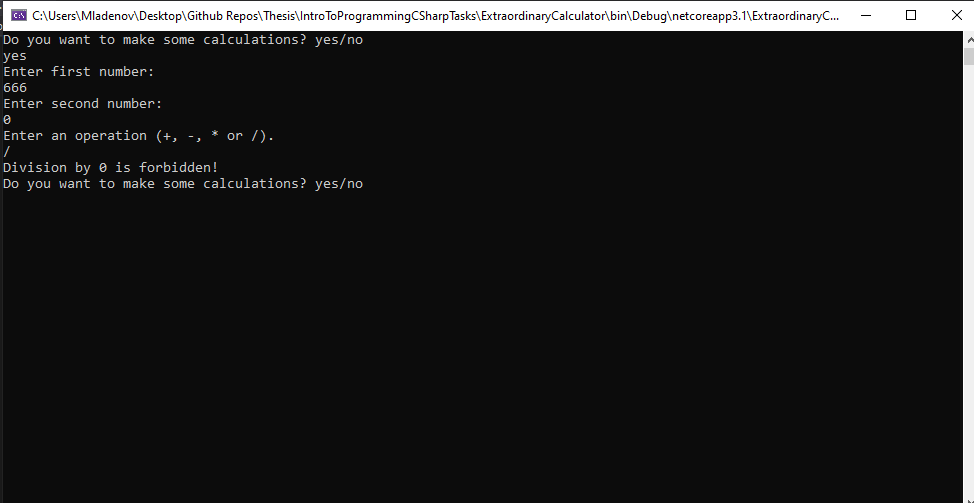 C:\Users\Mladenov\Desktop\Github Repos\Thesis\IntroToProgrammingCSharpTasks\ExtraordinaryCalculator\bin\Debug\netcoreapp3.1\ExtraordinaryC...
Do you want to make some calculations? yes/no
yes
Enter first number:
666
Enter second number:
0
Enter an operation (+, -, * or /).
/
Division by 0 is forbidden!
Do you want to make some calculations? yes/no